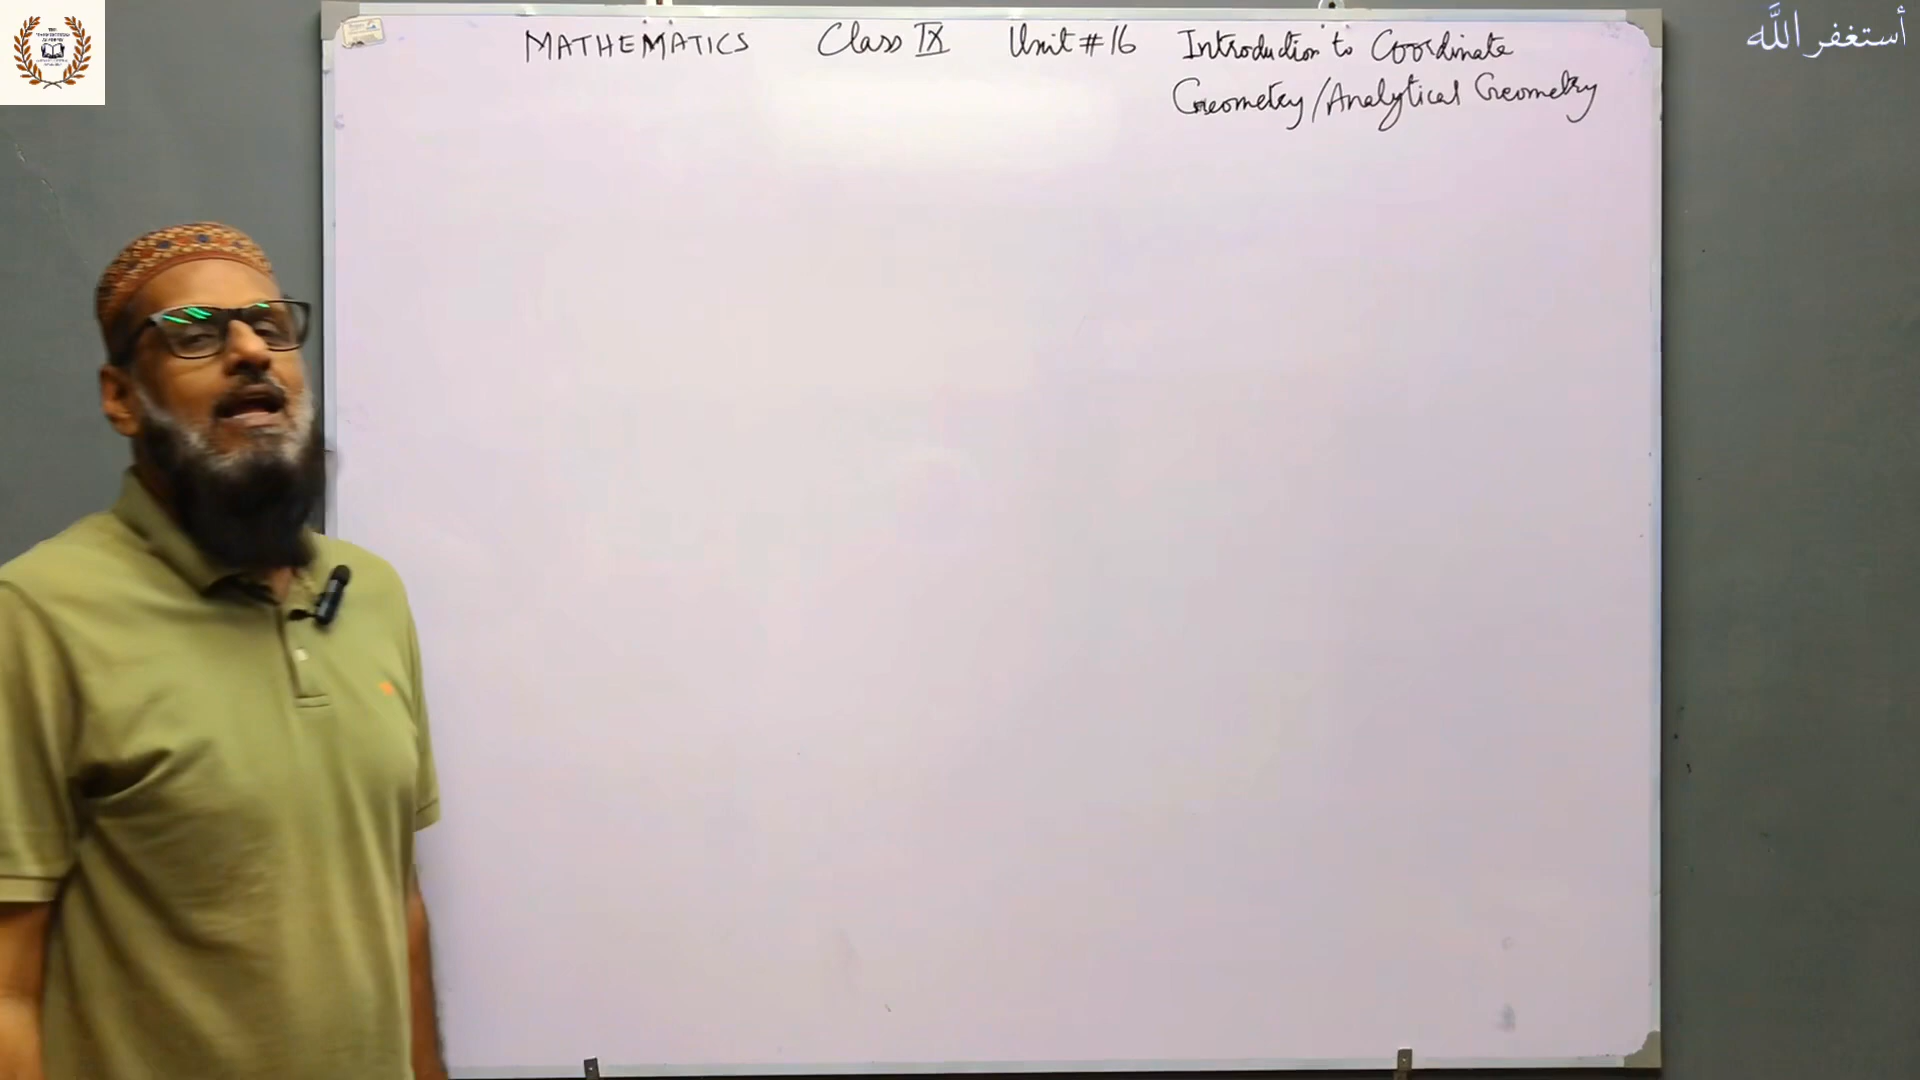 MATHEMATICS Class IX Unit #16 Introduction to Coordinate
Geometry/Analytical Geometry
أستغفر الله